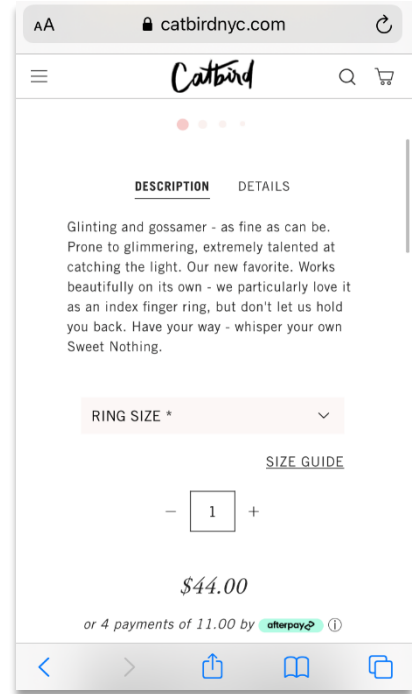 AA catbirdnyc.com
Catbird
DESCRIPTION DETAILS
Glinting and gossamer - as fine as can be.
Prone to glimmering, extremely talented at
catching the light. Our new favorite. Works
beautifully on its own - we particularly love it
as an index finger ring, but don't let us hold
you back. Have your way - whisper your own
Sweet Nothing.
RING SIZE *
SIZE GUIDE
− 1 +
$44.00
or 4 payments of 11.00 by afterpay